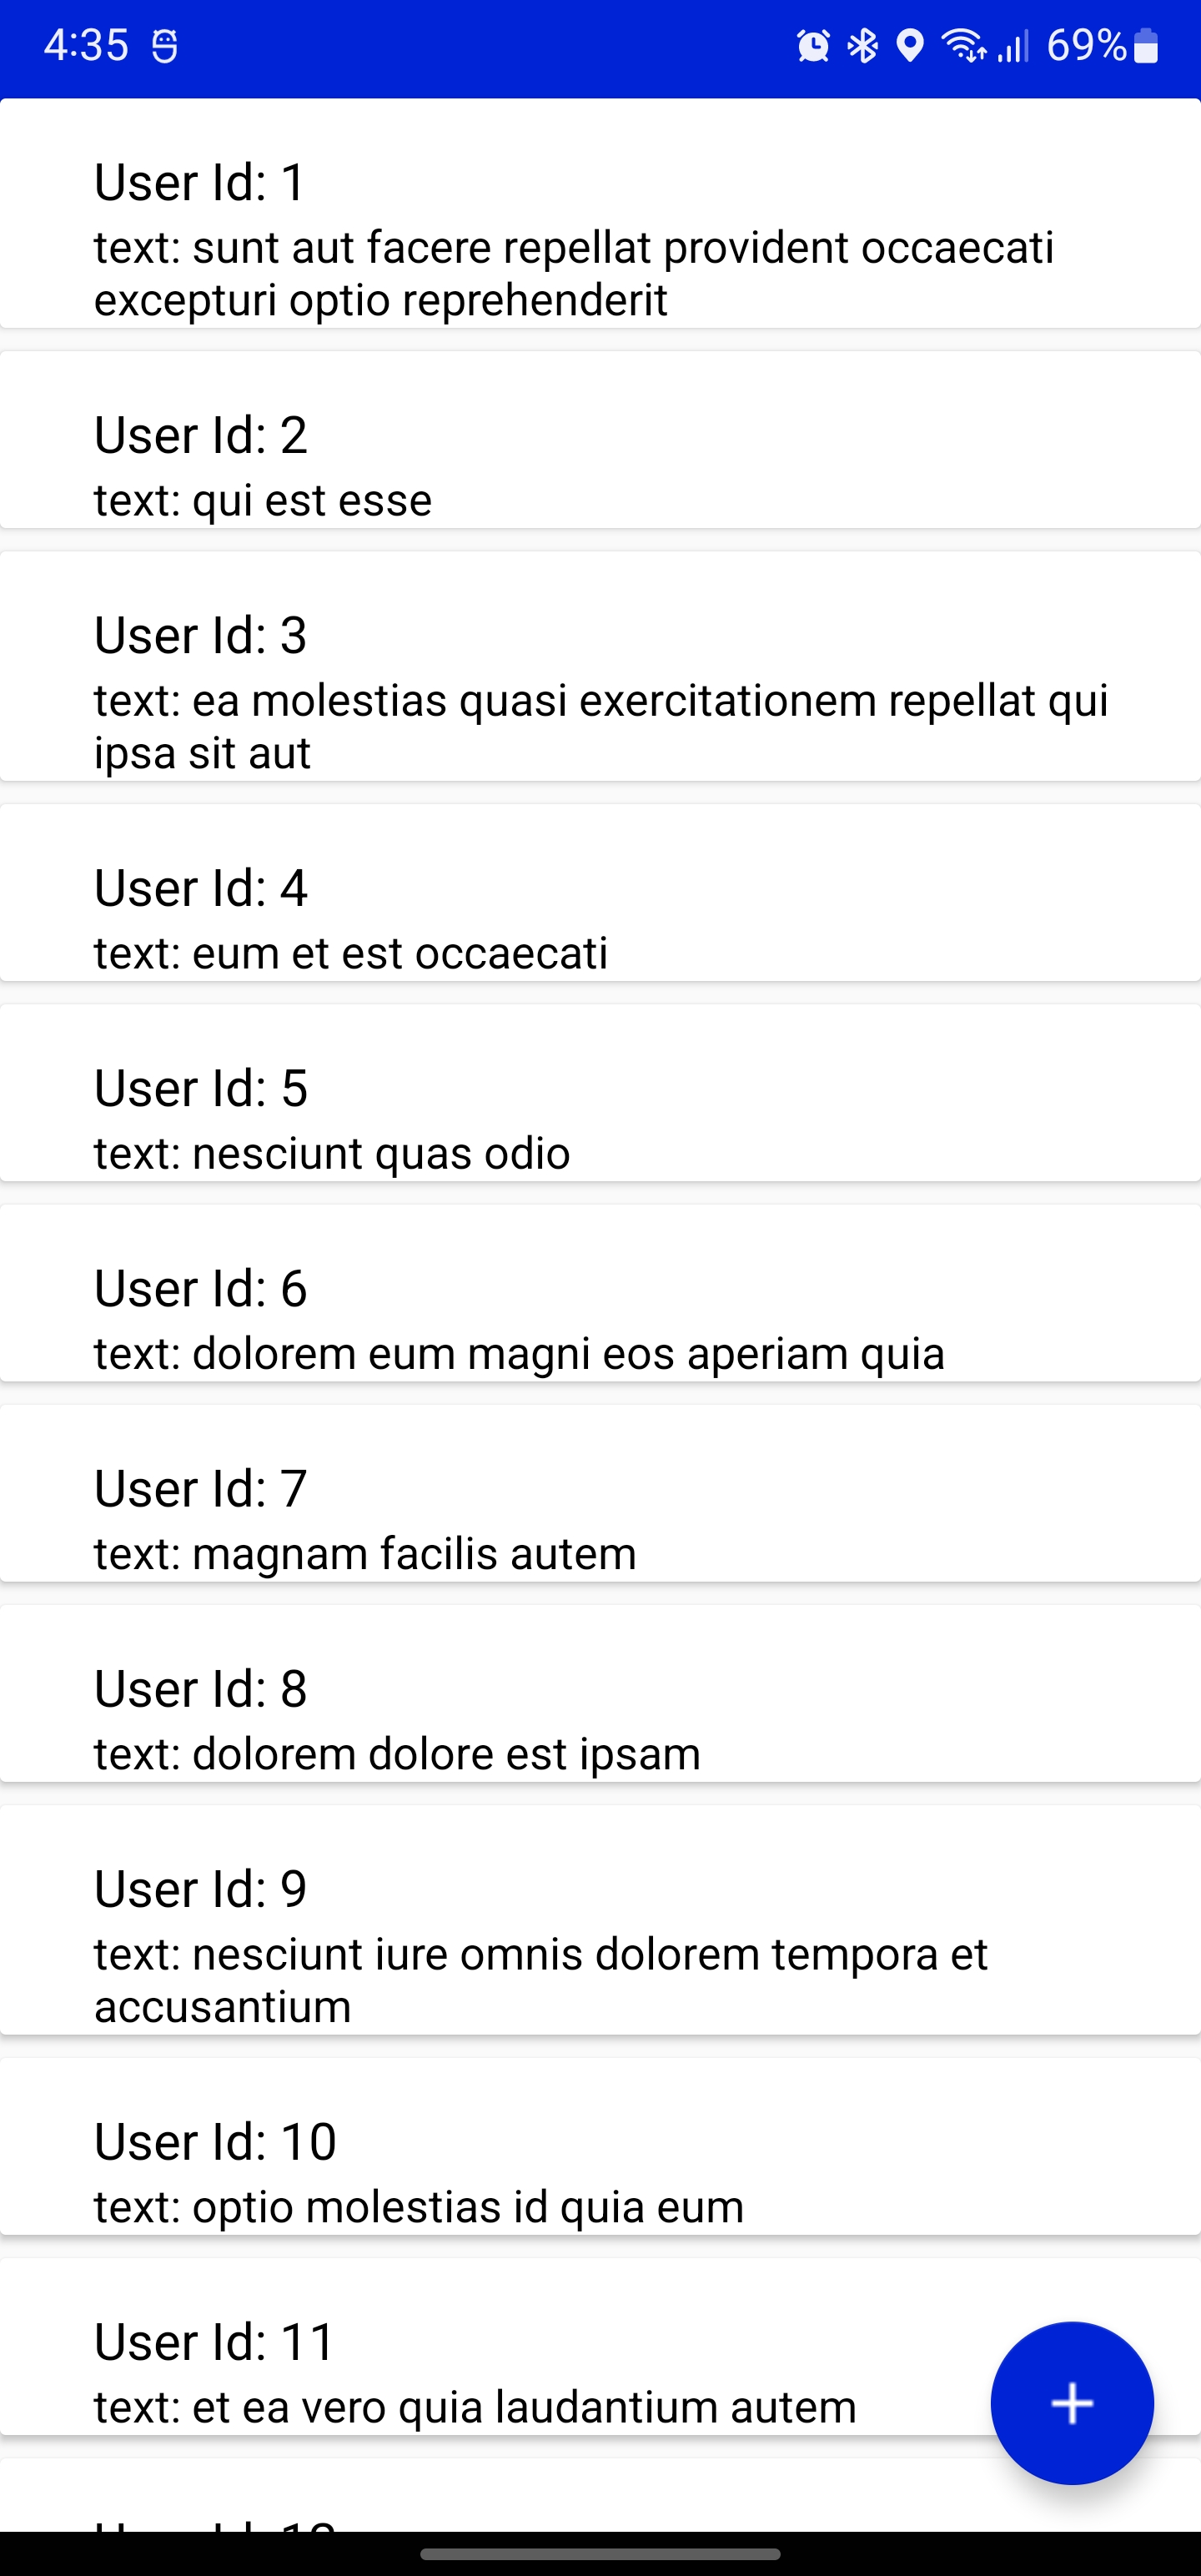 4:35
69%
User Id: 1
text: sunt aut facere repellat provident occaecati
excepturi optio reprehenderit
User Id: 2
text: qui est esse
User Id: 3
text: ea molestias quasi exercitationem repellat qui
ipsa sit aut
User Id: 4
text: eum et est occaecati
User Id: 5
text: nesciunt quas odio
User Id: 6
text: dolorem eum magni eos aperiam quia
User Id: 7
text: magnam facilis autem
User Id: 8
text: dolorem dolore est ipsam
User Id: 9
text: nesciunt iure omnis dolorem tempora et
accusantium
User Id: 10
text: optio molestias id quia eum
User Id: 11
text: et ea vero quia laudantium autem